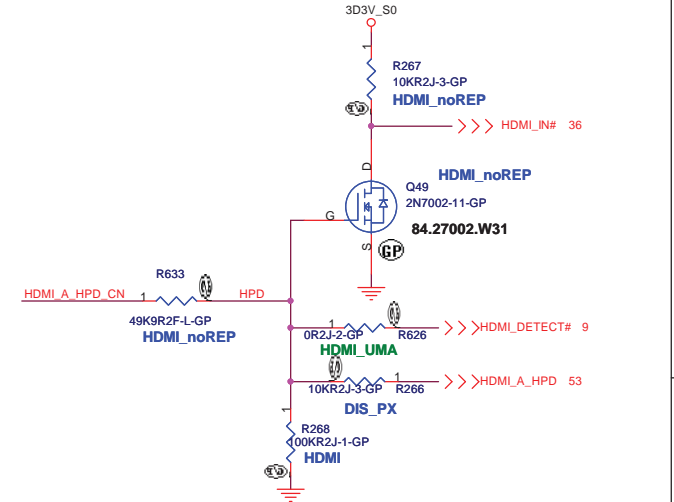 3D3V_S0
1
R267
10KR2J-3-GP
HDMI_noREP
HDMI_IN# 36
D
HDMI_noREP
Q49
2N7002-11-GP
G
84.27002.W31
S
GP
R633
HDMI_A_HPD_CN
1
HPD
49K9R2F-L-GP
HDMI_noREP
1
0R2J-2-GP
R626
HDMI_DETECT# 9
HDMI_UMA
1
10KR2J-3-GP
R266
HDMI_A_HPD 53
DIS_PX
1
R268
100KR2J-1-GP
HDMI